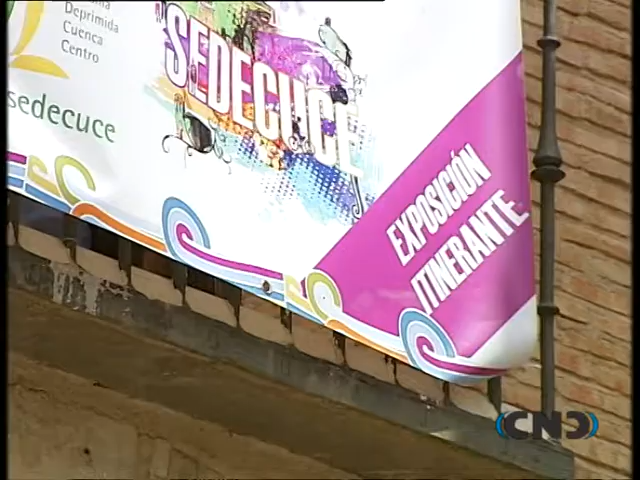 Deprimida
Cuenca
Centro
sedecuce
SEDECUCE
EXPOSICIÓN
ITINERANTE
CNC